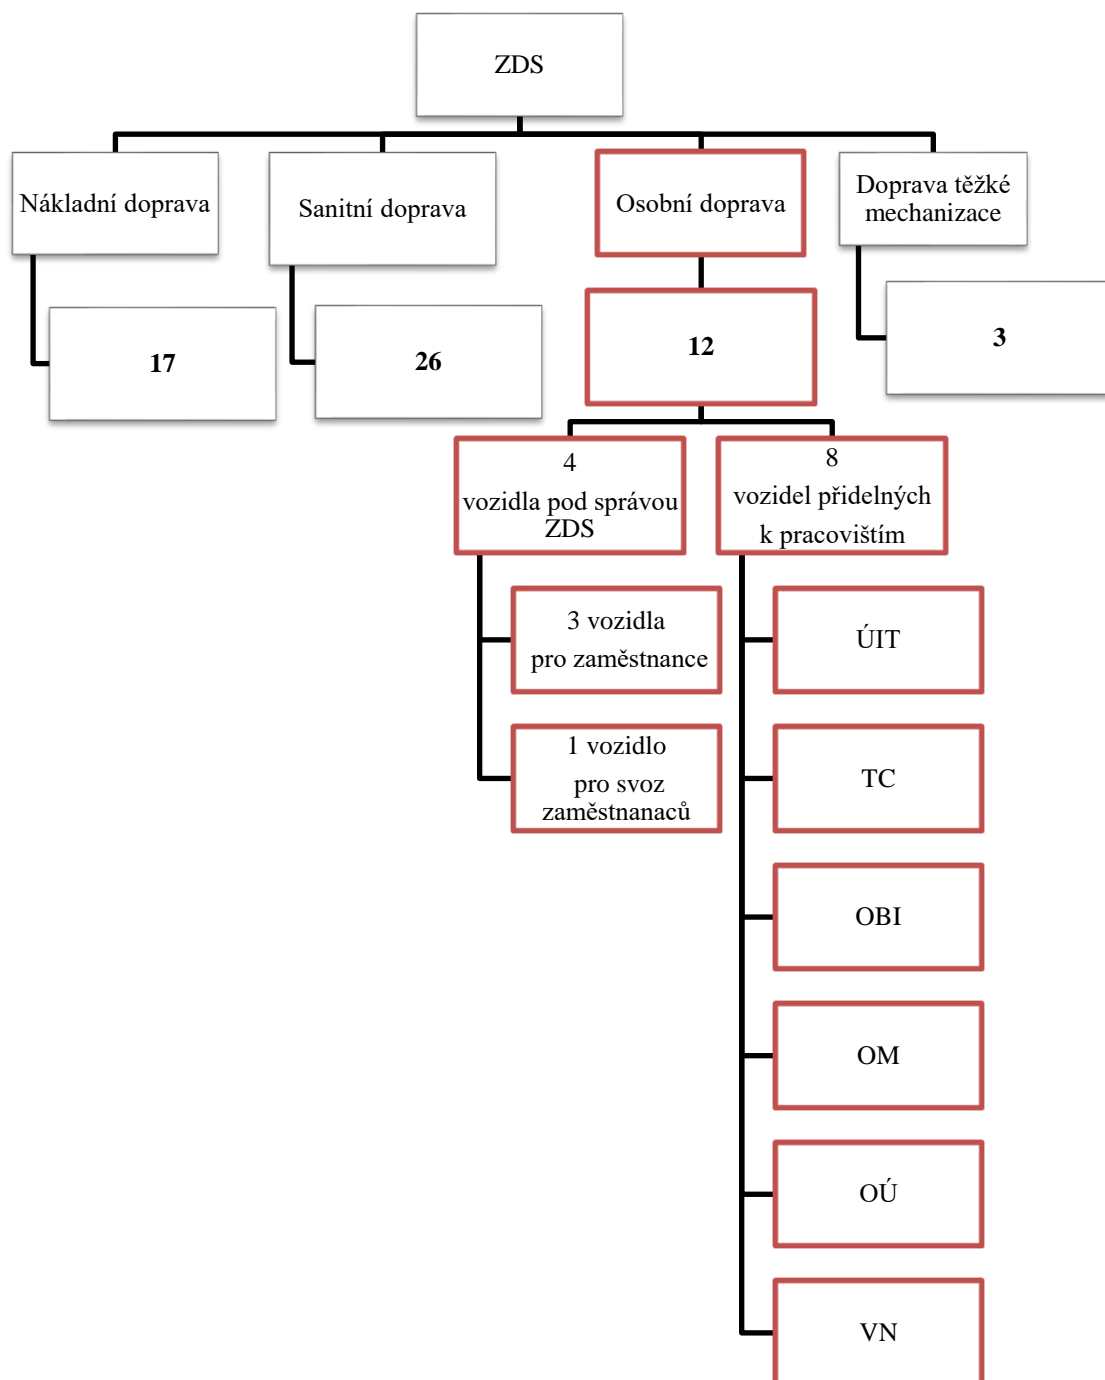 ZDS
Nákladní doprava
Sanitní doprava
Osobní doprava
Doprava těžké
mechanizace
17
26
12
3
4
vozidla pod správou
ZDS
8
vozidel přidelných
k pracovištím
3 vozidla
pro zaměstnance
1 vozidlo
pro svoz
zaměstnanaců
ÚIT
TC
OBI
OM
OÚ
VN